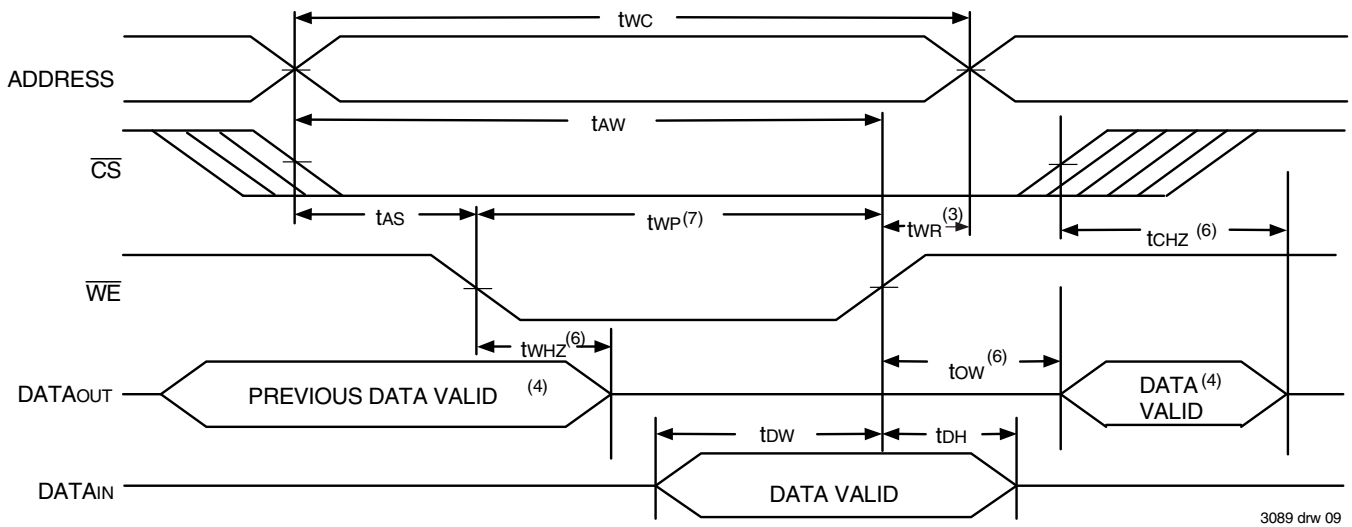 tWC
ADDRESS
tAW
CS
tAS
tWP(7)
tWR(3)
tCHZ (6)
WE
tWHZ(6)
tOW(6)
DATAOUT
PREVIOUS DATA VALID (4)
DATA(4)
VALID
tDW
tDH
DATAIN
DATA VALID
3089 drw 09